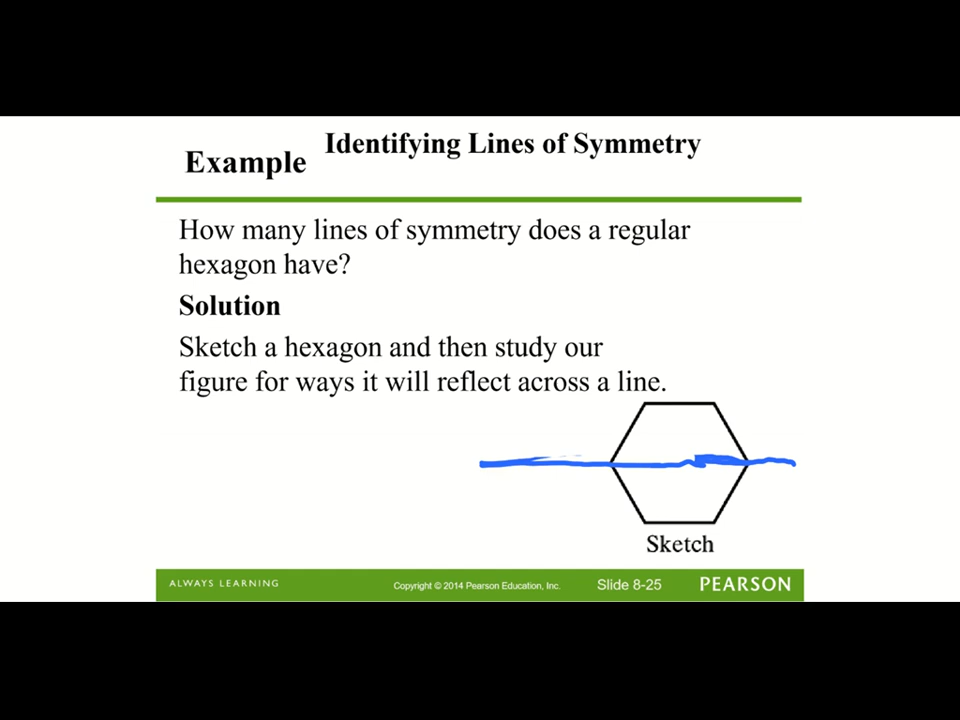 Identifying Lines of Symmetry
Example
How many lines of symmetry does a regular
hexagon have?
Solution
Sketch a hexagon and then study our
figure for ways it will reflect across a line.
Sketch
ALWAYS LEARNING
Copyright © 2014 Pearson Education, Inc.
Slide 8-25
PEARSON